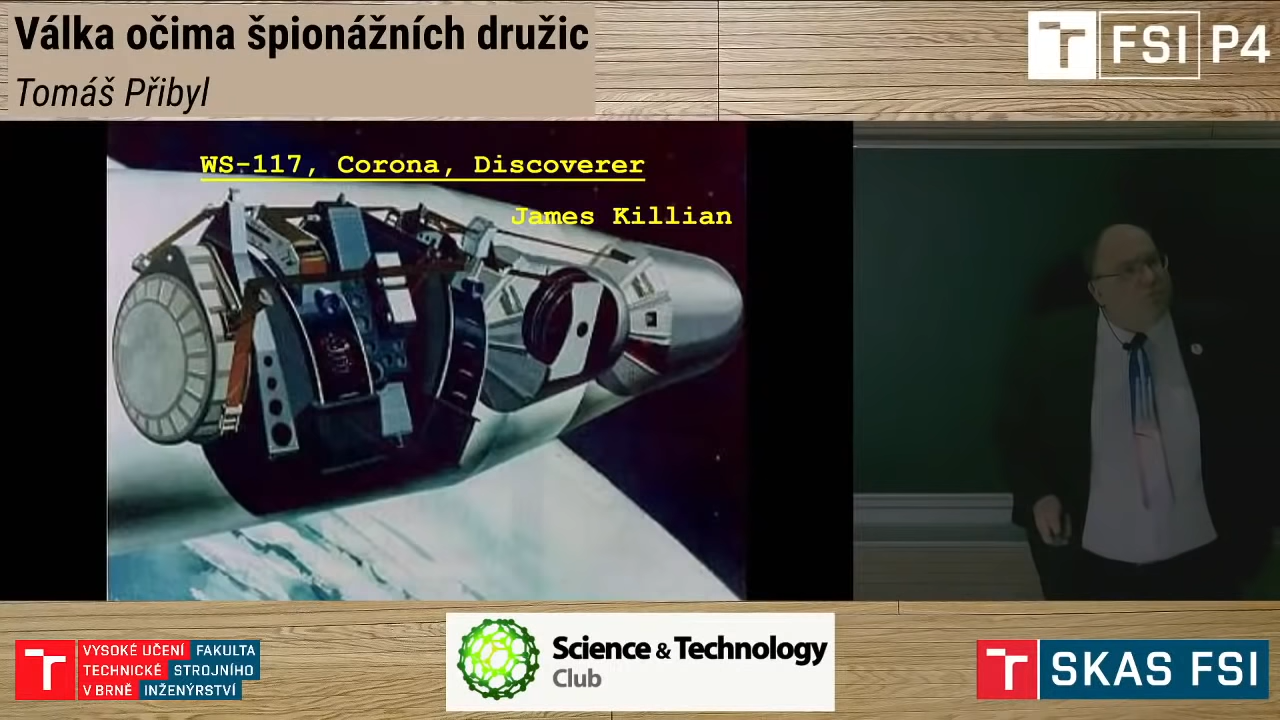 Válka očima špionážních družic
Tomáš Přibyl
FSI P4
WS-117, Corona, Discoverer
James Killian
VYSOKÉ UČENÍ FAKULTA
TECHNICKÉ STROJNÍHO
V BRNĚ INŽENÝRSTVÍ
Science & Technology
Club
SKAS FSI